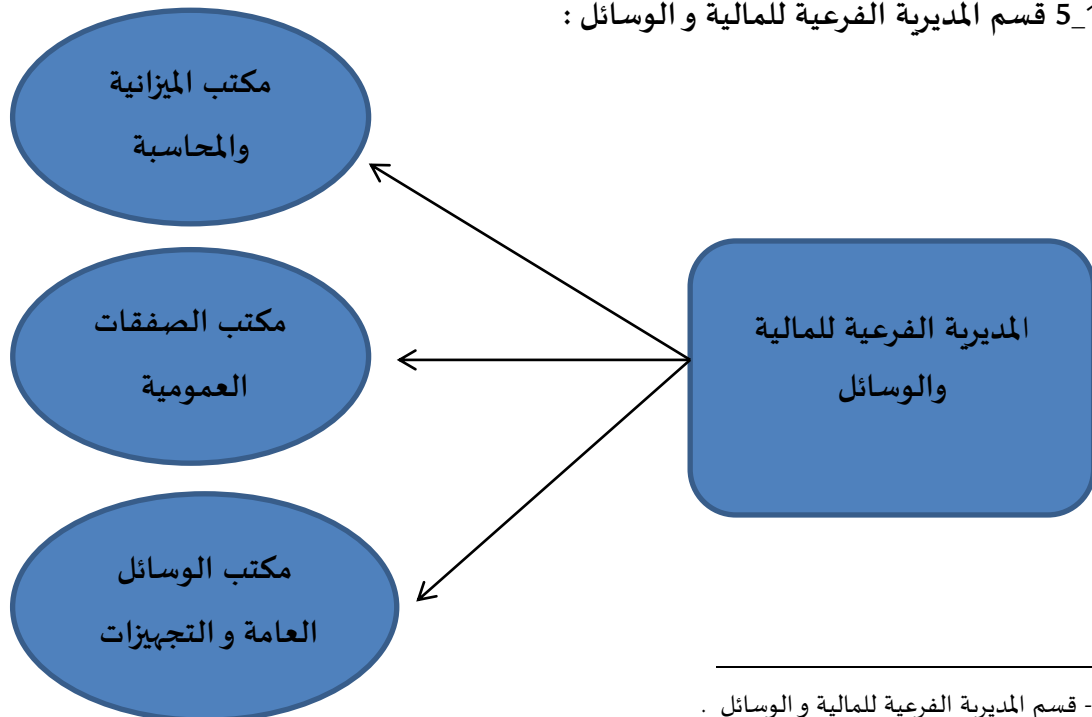 5_1 قسم المديرية الفرعية للمالية و الوسائل :
مكتب الميزانية
والمحاسبة
المديرية الفرعية للمالية
والوسائل
مكتب الصفقات
العمومية
مكتب الوسائل
العامة و التجهيزات
- قسم المديرية الفرعية للمالية و الوسائل .